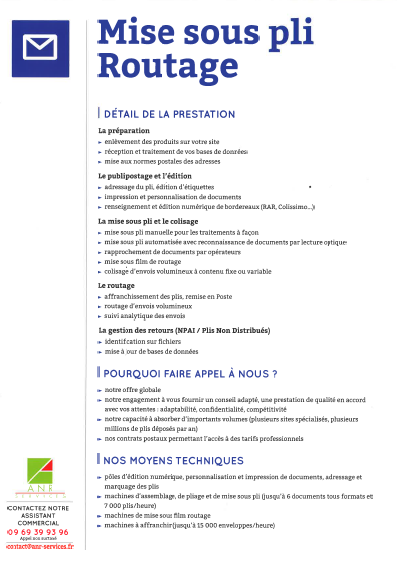 Mise sous pli
Routage
DÉTAIL DE LA PRESTATION
La préparation
► enlèvement des produits sur votre site
► réception et traitement de vos bases de données
► mise aux normes postales des adresses
Le publipostage et l'édition
► adressage du pli, édition d'étiquettes
► impression et personnalisation de documents
► renseignement et édition numérique de bordereaux (RAR, Colissimo...)
La mise sous pli et le colisage
► mise sous pli manuelle pour les traitements à façon
► mise sous pli automatisée avec reconnaissance de documents par lecture optique
► rapprochement de documents par opérateurs
► mise sous film de routage
► colisage d'envois volumineux à contenu fixe ou variable
Le routage
► affranchissement des plis, remise en Poste
► routage d'envois volumineux
► suivi analytique des envois
La gestion des retours (NPAI / Plis Non Distribués)
► identification sur fichiers
► mise à jour de bases de données
POURQUOI FAIRE APPEL À NOUS ?
► notre offre globale
► notre engagement à vous fournir un conseil adapté, une prestation de qualité en accord
avec vos attentes : adaptabilité, confidentialité, compétitivité
► notre capacité à absorber d'importants volumes (plusieurs sites spécialisés, plusieurs
millions de plis déposés par an)
► nos contrats postaux permettant l'accès à des tarifs professionnels
NOS MOYENS TECHNIQUES
► pôles d'édition numérique, personnalisation et impression de documents, adressage et
marquage des plis
► machines d'assemblage, de pliage et de mise sous pli (jusqu'à 6 documents tous formats et
7 000 plis/heure)
► machines de mise sous film routage
► machines à affranchir(jusqu'à 15 000 enveloppes/heure)
ANR
SERVICES
CONTACTEZ NOTRE
ASSISTANT
COMMERCIAL
09 69 39 93 96
Appel non surtaxé
contact@anr-services.fr